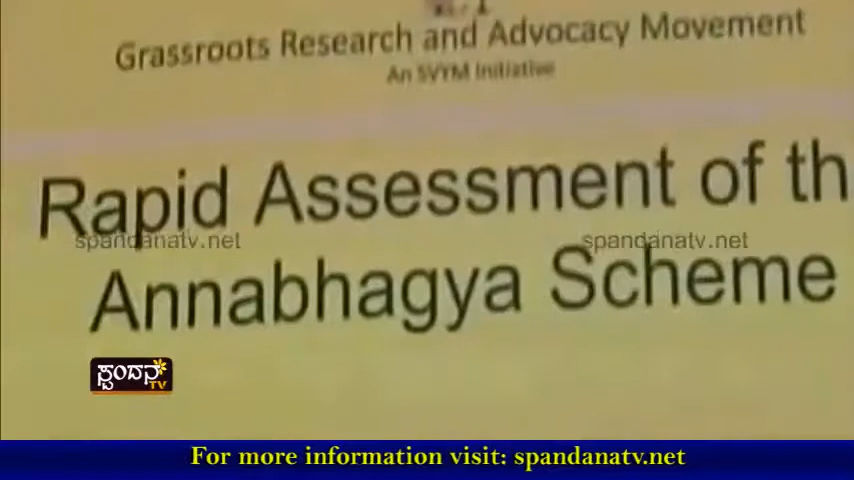 Grassroots Research and Advocacy Movement
An SVYM Initiative
Rapid Assessment of th
spandanatv.net spandanatv.net
Annabhagya Scheme
ಸ್ಪಂದನ
TV
For more information visit: spandanatv.net